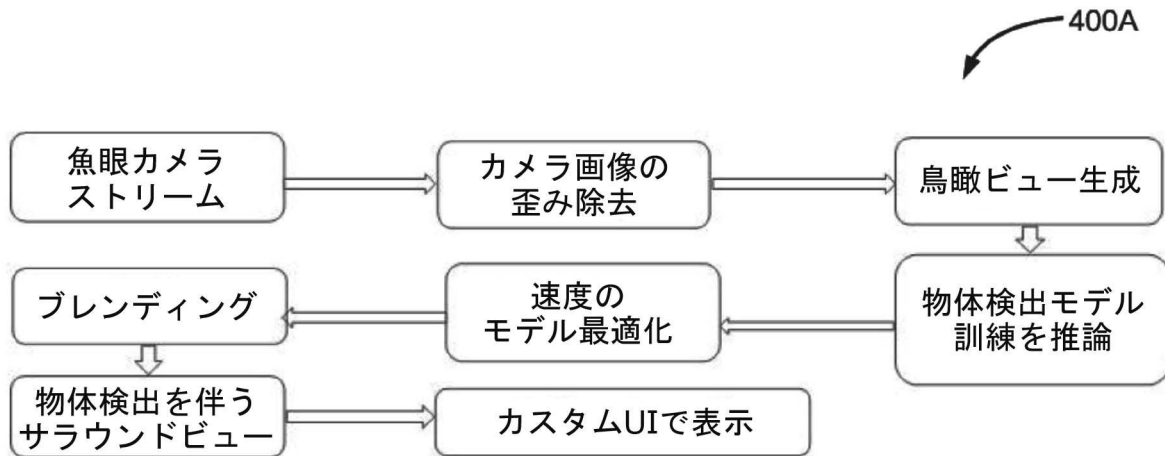 400A
魚眼カメラ
ストリーム
カメラ画像の
歪み除去
鳥瞰ビュー生成
物体検出モデル
訓練を推論
速度の
モデル最適化
ブレンディング
物体検出を伴う
サラウンドビュー
カスタムUIで表示